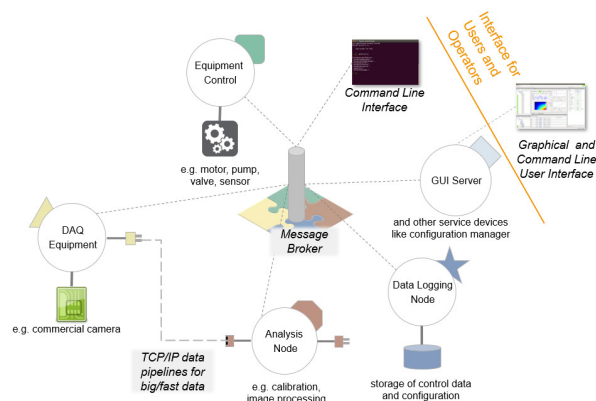 Interface for
Users and
Operators
Equipment
Control
Command Line
Interface
e.g. motor, pump,
valve, sensor
Graphical and
Command Line
User Interface
GUI Server
and other service devices
like configuration manager
DAQ
Equipment
Message
Broker
e.g. commercial camera
Data Logging
Node
Analysis
Node
TCP/IP data
pipelines for
big/fast data
e.g. calibration,
image processing
storage of control data
and configuration